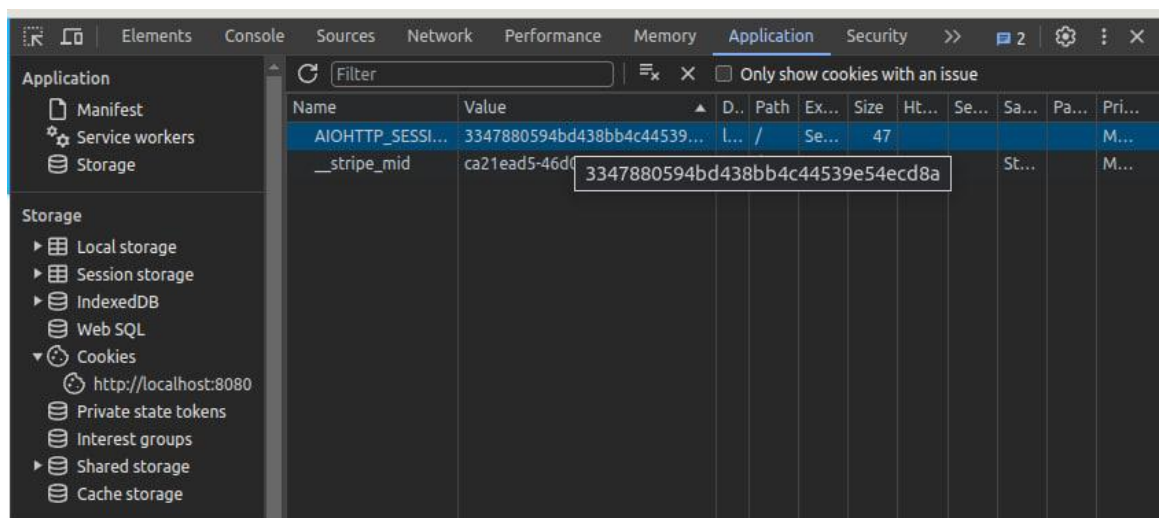 Elements Console Sources Network Performance Memory Application Security >> 2
Application
Manifest
Service workers
Storage
Storage
Local storage
Session storage
IndexedDB
Web SQL
Cookies
http://localhost:8080
Private state tokens
Interest groups
Shared storage
Cache storage
Filter Only show cookies with an issue
Name Value D... Path Ex... Size Ht... Se... Sa... Pa... Pri...
AIOHTTP_SESSI... 3347880594bd438bb4c44539... l... / Se... 47 M...
__stripe_mid ca21ead5-46d0 St... M...
3347880594bd438bb4c44539e54ecd8a